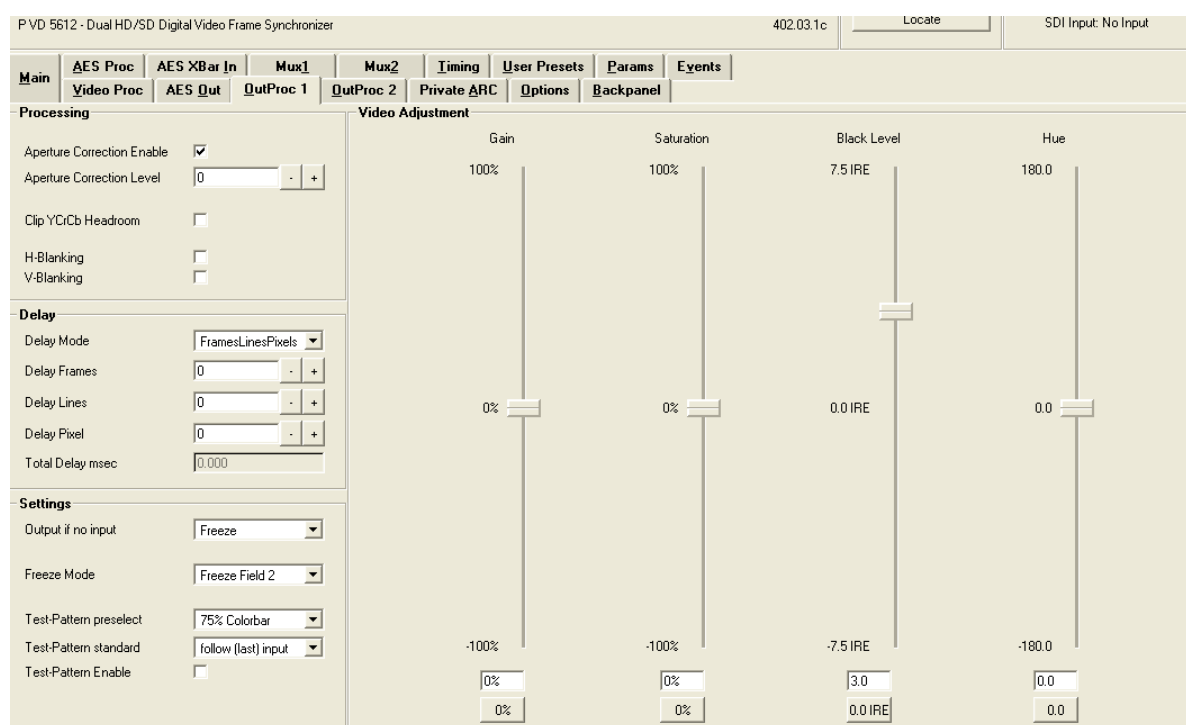 P VD 5612 - Dual HD/SD Digital Video Frame Synchronizer 402.03.1c Locate SDI Input: No Input
Main AES Proc AES XBar In Mux1 Mux2 Timing User Presets Params Events
Video Proc AES Out OutProc 1 OutProc 2 Private ARC Options Backpanel
Processing
Aperture Correction Enable
Aperture Correction Level 0 - +
Clip YCrCb Headroom
H-Blanking
V-Blanking
Delay
Delay Mode FramesLinesPixels
Delay Frames 0 - +
Delay Lines 0 - +
Delay Pixel 0 - +
Total Delay msec 0.000
Settings
Output if no input Freeze
Freeze Mode Freeze Field 2
Test-Pattern preselect 75% Colorbar
Test-Pattern standard follow (last) input
Test-Pattern Enable
Video Adjustment
Gain Saturation Black Level Hue
100% 100% 7.5 IRE 180.0
0% 0% 0.0 IRE 0.0
-100% -100% -7.5 IRE -180.0
0% 0% 3.0 0.0
0% 0% 0.0 IRE 0.0